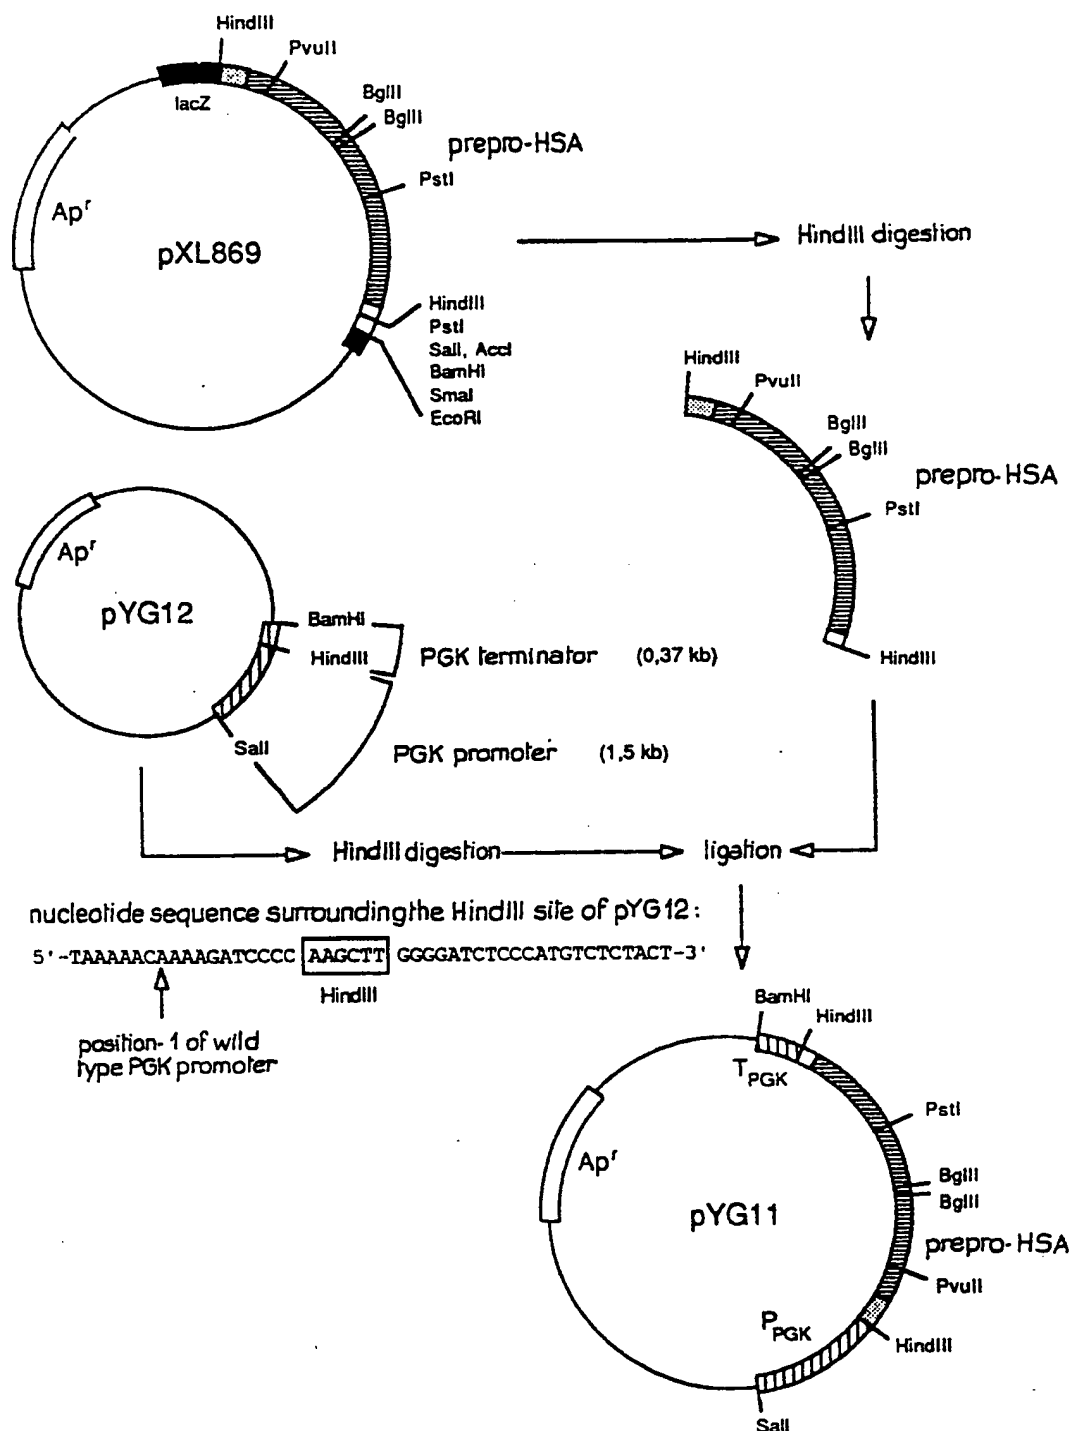 HindIII
PvuII
BglII
BglII
lacZ
prepro-HSA
PstI
Apʳ
pXL869
HindIII digestion
HindIII
PstI
SalI, AccI
BamHI
SmaI
EcoRI
HindIII
PvuII
BglII
BglII
prepro-HSA
PstI
HindIII
Apʳ
pYG12
BamHI
HindIII
PGK terminator (0,37 kb)
SalI
PGK promoter (1,5 kb)
HindIII digestion
ligation
nucleotide sequence surrounding the HindIII site of pYG12:
5'-TAAAAACAAAAGATCCCC AAGCTT GGGGATCTCCCATGTCTCTACT-3'
HindIII
position-1 of wild
type PGK promoter
BamHI
HindIII
T PGK
PstI
Apʳ
BglII
BglII
pYG11
prepro-HSA
PvuII
P PGK
HindIII
SalI